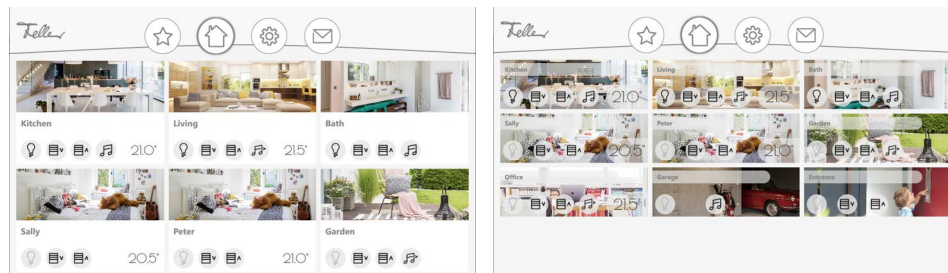 Feller
Kitchen
Living
Bath
21.0°
21.5°
Sally
Peter
Garden
20.5°
21.0°
Feller
Kitchen
Living
Bath
21.0°
21.5°
Sally
Peter
Garden
20.5°
21.0°
Office
Garage
Entrance
21.5°